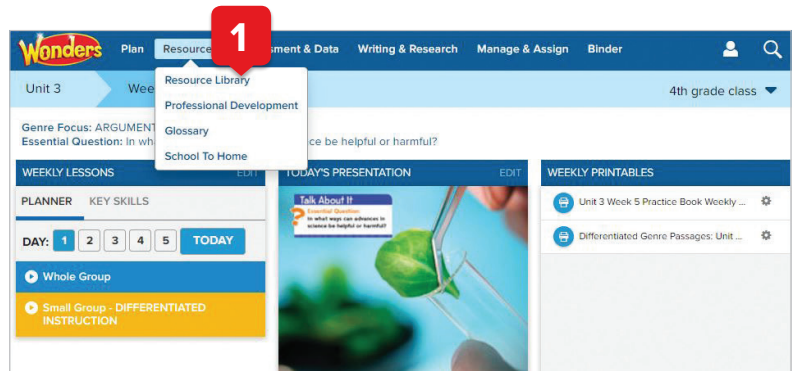 Wonders
Plan Resource 1 sment & Data Writing & Research Manage & Assign Binder
Resource Library
Professional Development
Glossary
School To Home
Unit 3 Wee 4th grade class
Genre Focus: ARGUMENT
Essential Question: In wh ce be helpful or harmful?
WEEKLY LESSONS EDIT
PLANNER KEY SKILLS
DAY: 1 2 3 4 5 TODAY
Whole Group
Small Group - DIFFERENTIATED
INSTRUCTION
TODAY'S PRESENTATION EDIT
Talk About It
Essential Question:
In what ways can advances in
science be helpful or harmful?
WEEKLY PRINTABLES
Unit 3 Week 5 Practice Book Weekly ...
Differentiated Genre Passages: Unit ...